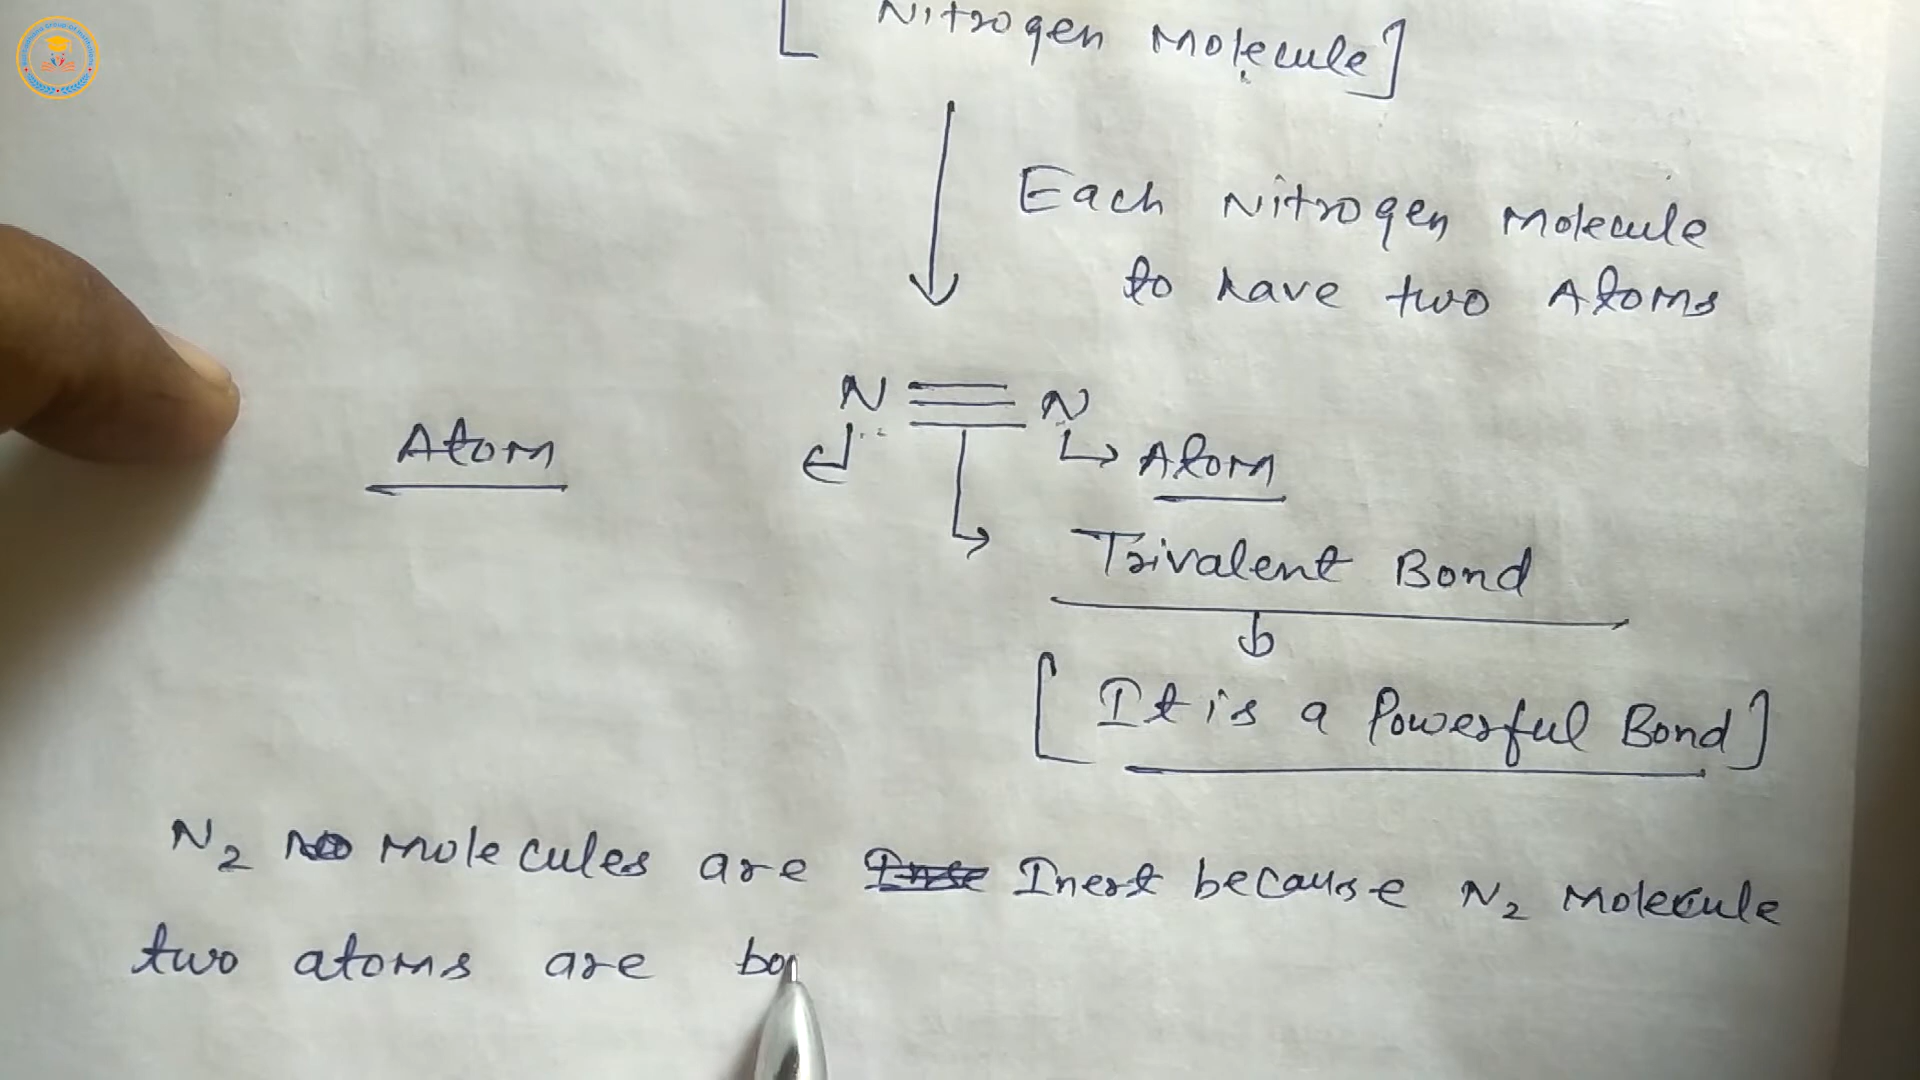 [ Nitrogen Molecule]
Each Nitrogen Molecule
to have two Atoms
N ≡ N
Atom
Atom
Trivalent Bond
[ It is a Powerful Bond ]
N2 Molecules are Inert because N2 Molecule
two atoms are bo